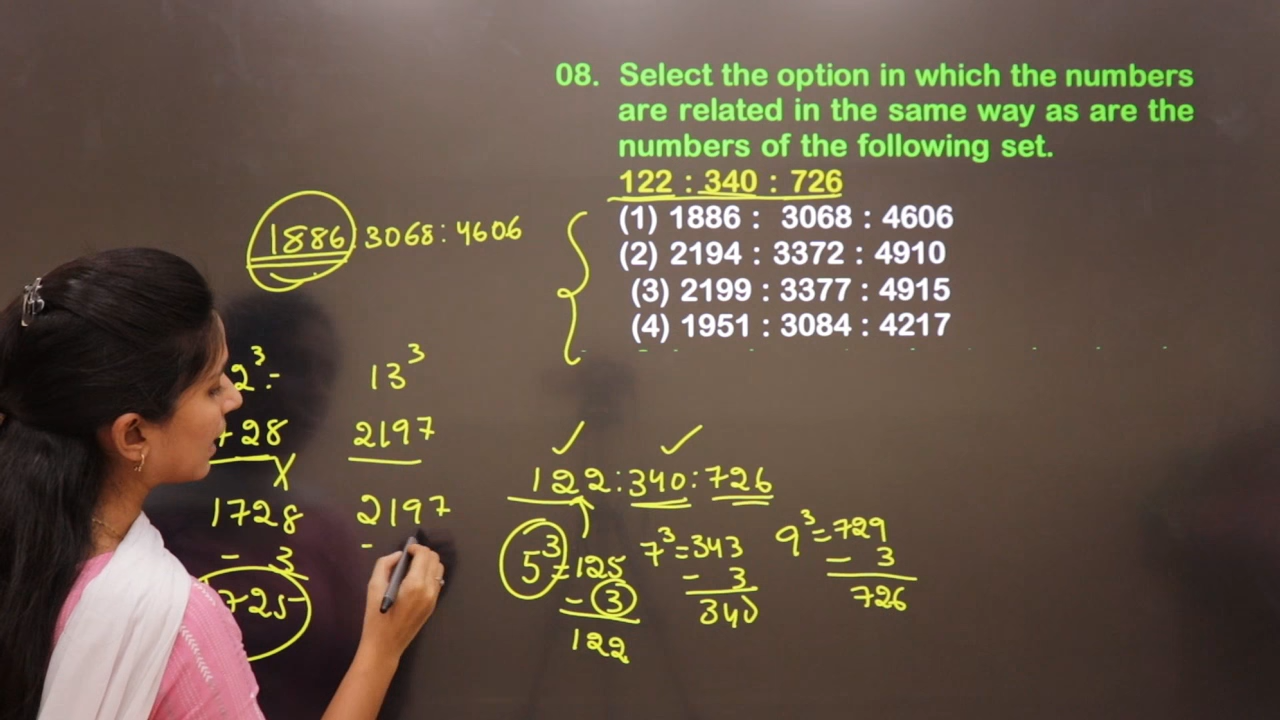 08. Select the option in which the numbers
are related in the same way as are the
numbers of the following set.
122 : 340 : 726
(1) 1886 : 3068 : 4606
(2) 2194 : 3372 : 4910
(3) 2199 : 3377 : 4915
(4) 1951 : 3084 : 4217
1886 : 3068 : 4606
2³:- 13³
728 2197
X
1728 2197
- 3 -
725
122 : 340 : 726
5³ = 125 7³ = 343 9³ = 729
- 3 - 3 - 3
122 340 726